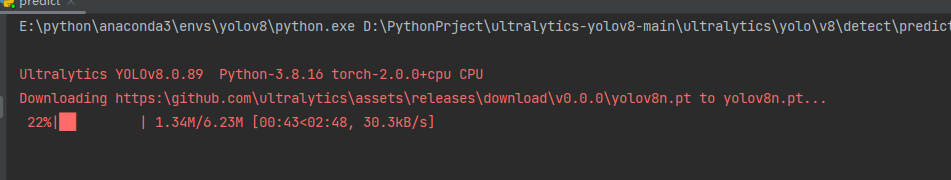 predict
E:\python\anaconda3\envs\yolov8\python.exe D:\PythonPrject\ultralytics-yolov8-main\ultralytics\yolo\v8\detect\predict
Ultralytics YOLOv8.0.89 Python-3.8.16 torch-2.0.0+cpu CPU
Downloading https:\github.com\ultralytics\assets\releases\download\v0.0.0\yolov8n.pt to yolov8n.pt...
22%|██ | 1.34M/6.23M [00:43<02:48, 30.3kB/s]